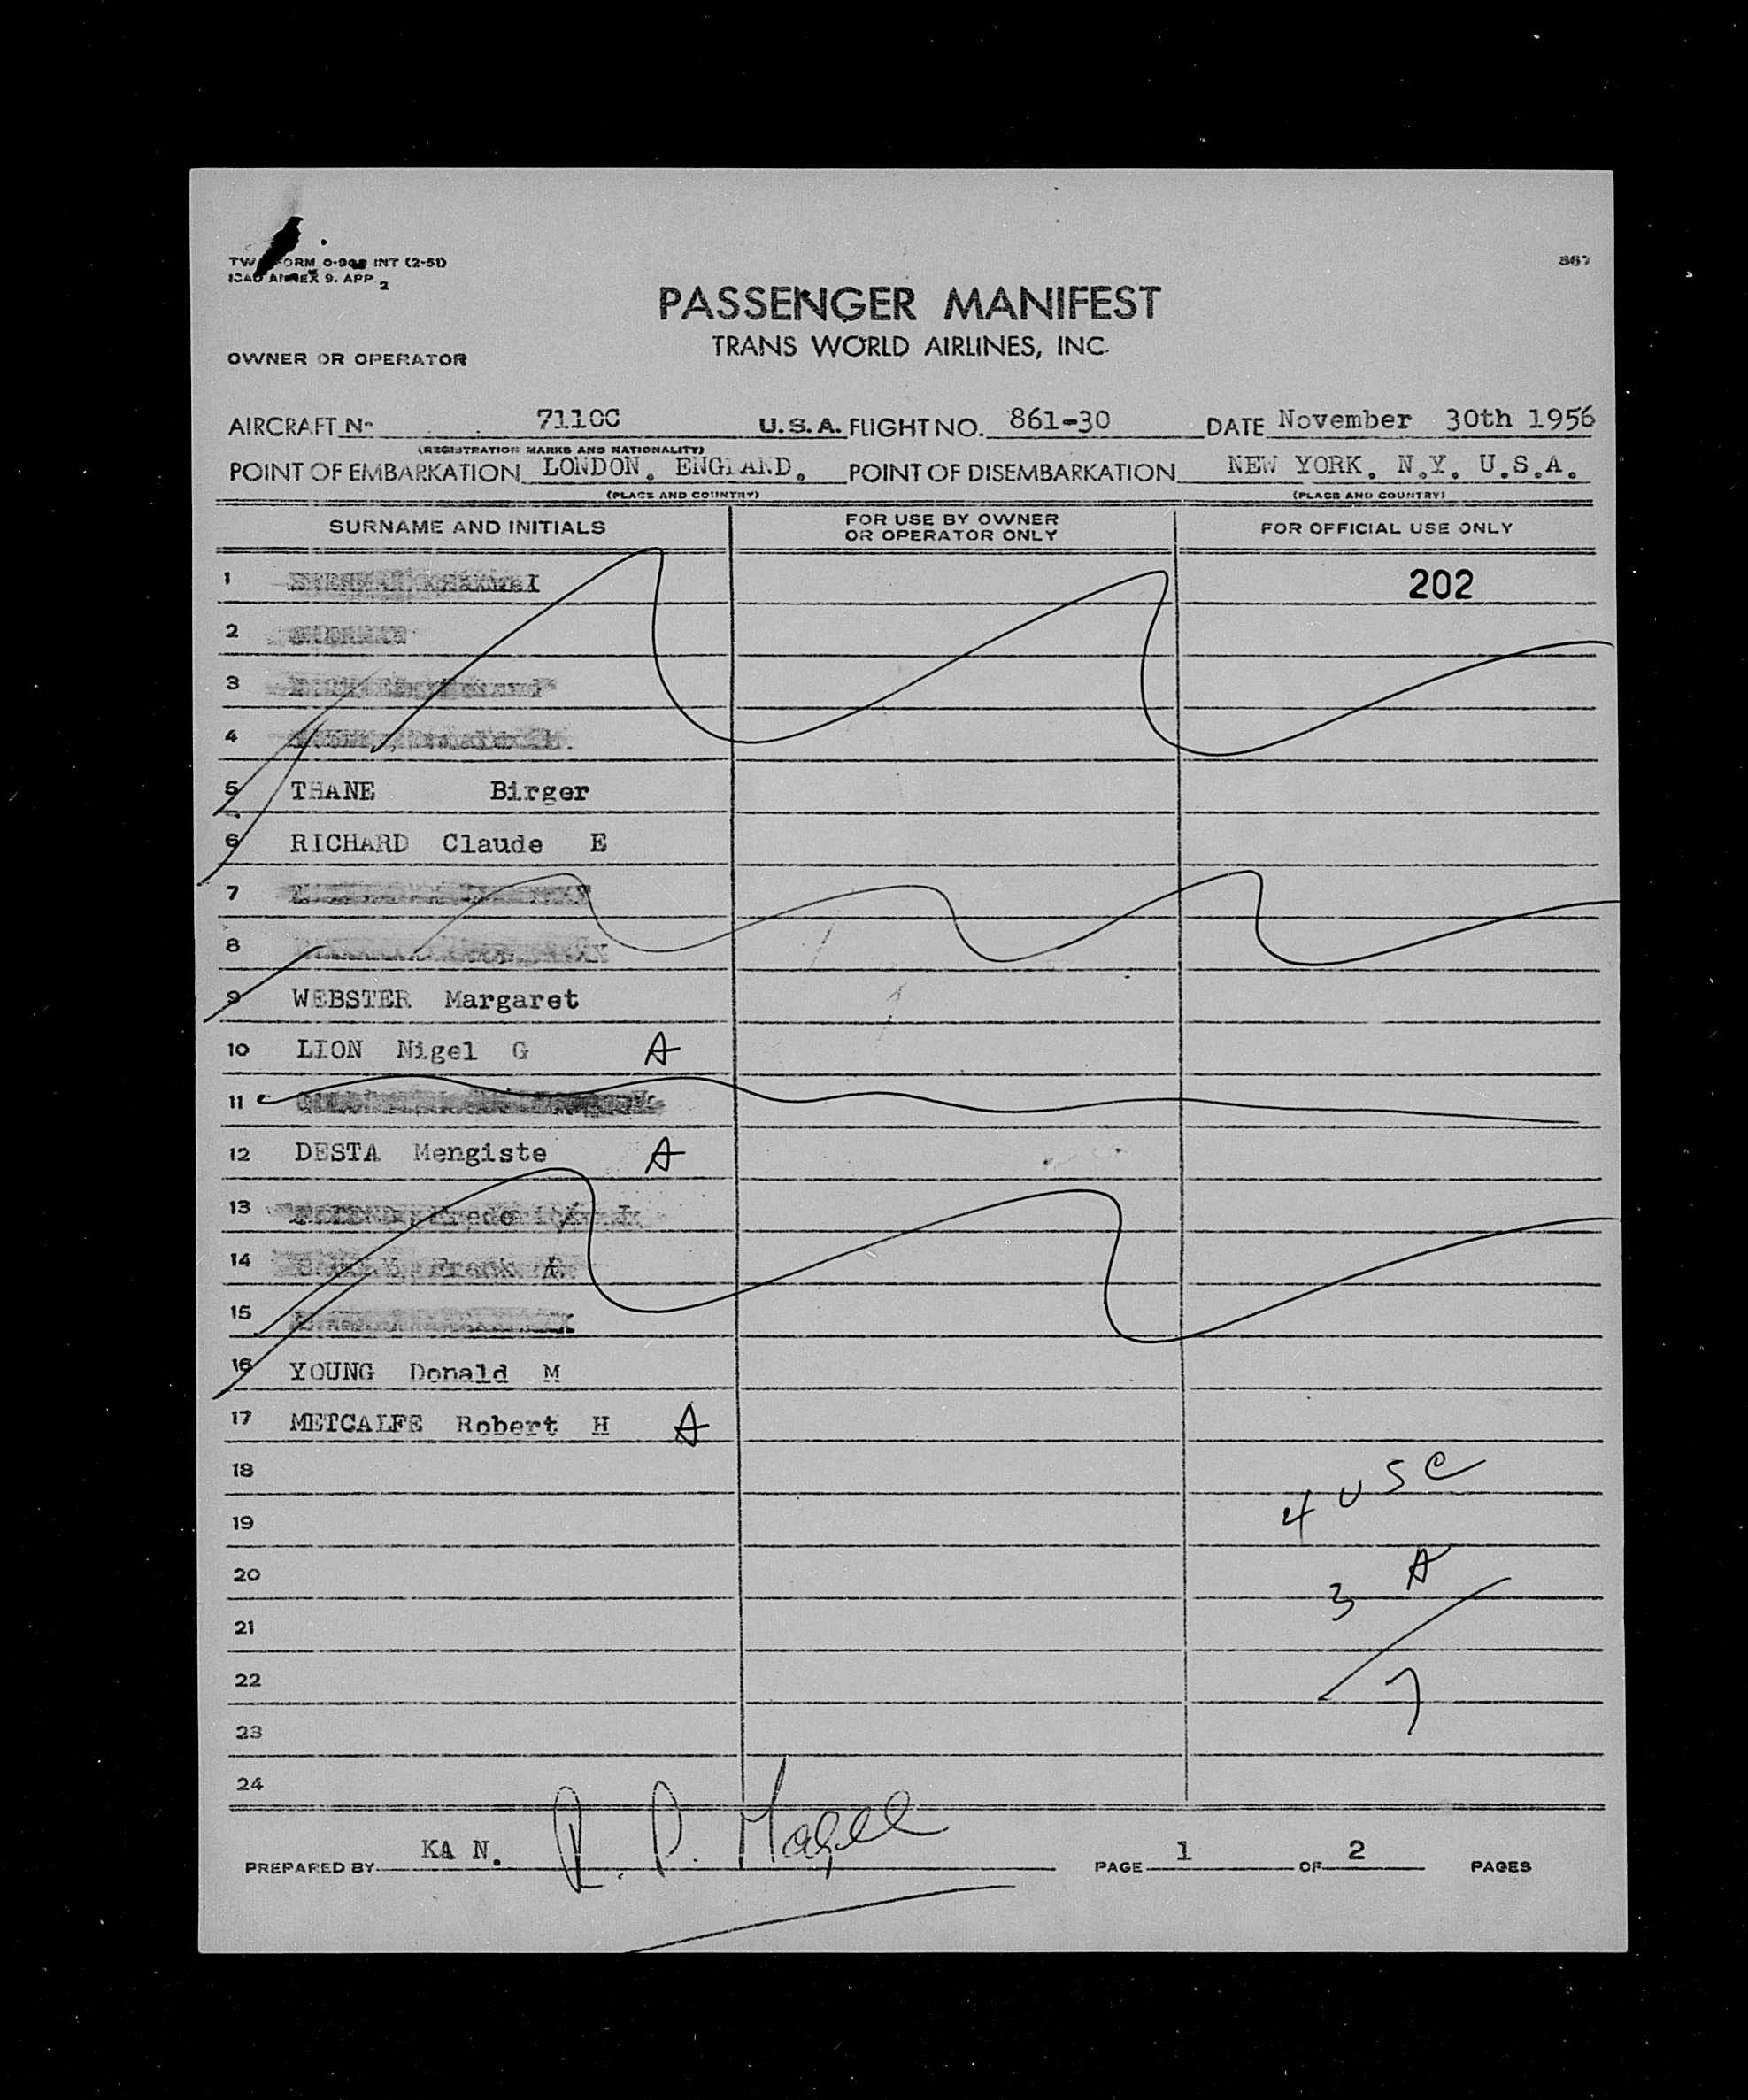 TWA FORM 0-908 INT (2-51)
ICAO ANNEX 9. APP 2
867
PASSENGER MANIFEST
TRANS WORLD AIRLINES, INC.
OWNER OR OPERATOR
AIRCRAFT No 7110C U.S.A. FLIGHT NO. 861-30 DATE November 30th 1956
(REGISTRATION MARKS AND NATIONALITY)
POINT OF EMBARKATION LONDON. ENGLAND. POINT OF DISEMBARKATION NEW YORK. N.Y. U.S.A.
(PLACE AND COUNTRY) (PLACE AND COUNTRY)
SURNAME AND INITIALS FOR USE BY OWNER OR OPERATOR ONLY FOR OFFICIAL USE ONLY
1 202
2
3
4
5 THANE Birger
6 RICHARD Claude E
7
8
9 WEBSTER Margaret
10 LION Nigel G A
11
12 DESTA Mengiste A
13
14 Frank
15
16 YOUNG Donald M
17 METCALFE Robert H A
18 4 USC
19
20 3 A
21
22 7
23
24
PREPARED BY KA N. R. P. PAGE 1 OF 2 PAGES